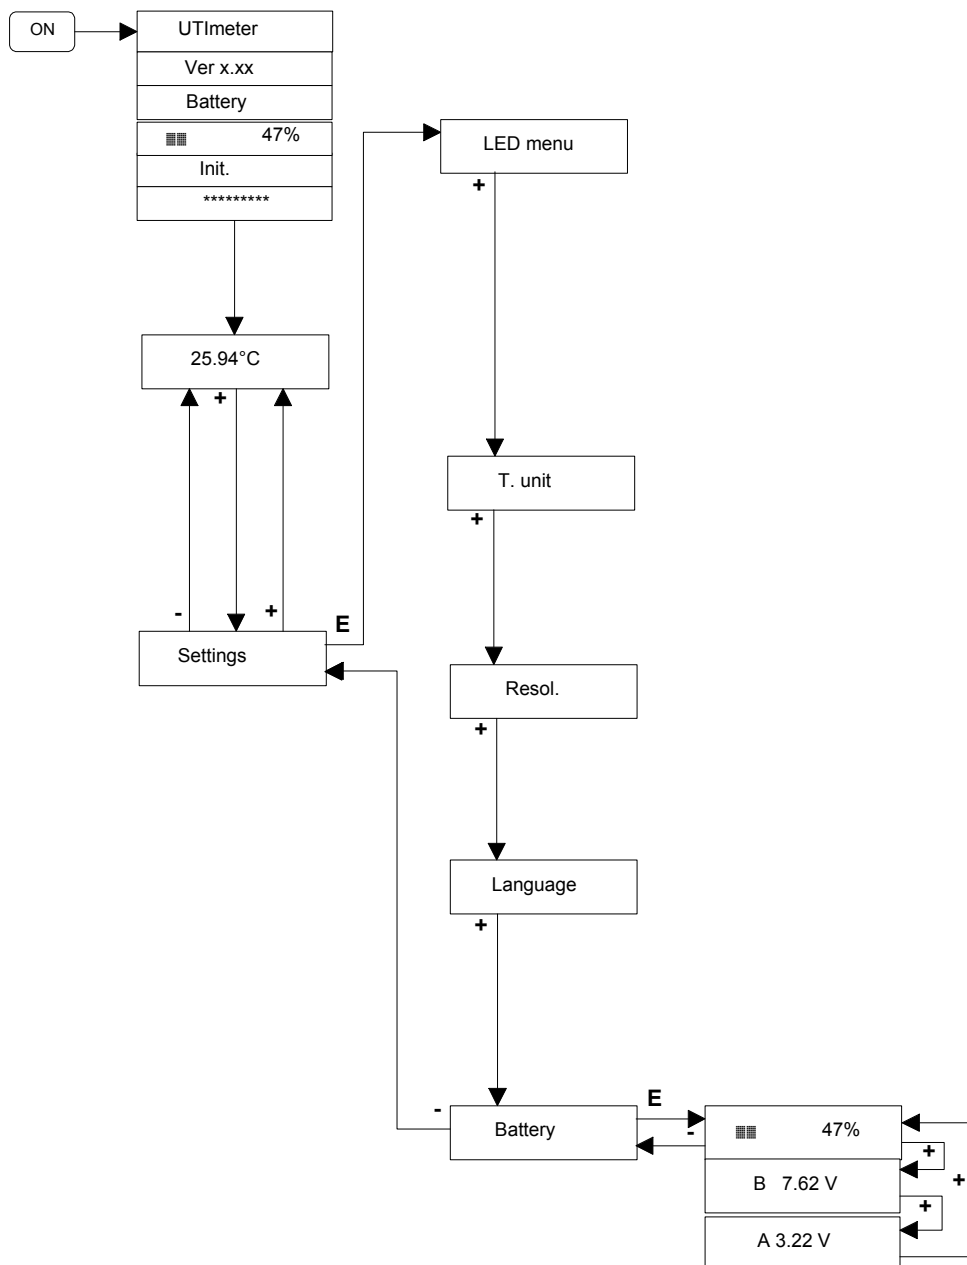 ON
UTImeter
Ver x.xx
Battery
47%
Init.
*********
25.94°C
+
-
+
Settings
E
LED menu
+
T. unit
+
Resol.
+
Language
+
-
Battery
E
-
47%
+
B 7.62 V
+
+
A 3.22 V